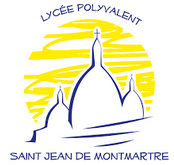 LYCÉE POLYVALENT
SAINT JEAN DE MONTMARTRE